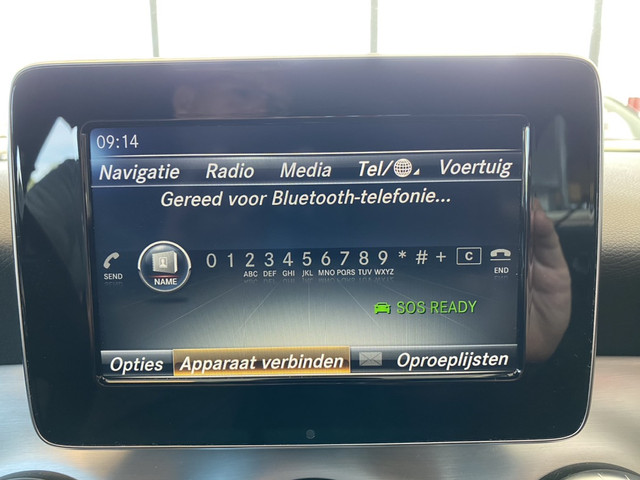 09:14
Navigatie Radio Media Tel/ Voertuig
Gereed voor Bluetooth-telefonie...
SEND NAME 0 1 2 3 4 5 6 7 8 9 * # + C END
ABC DEF GHI JKL MNO PQRS TUV WXYZ
SOS READY
Opties Apparaat verbinden Oproeplijsten